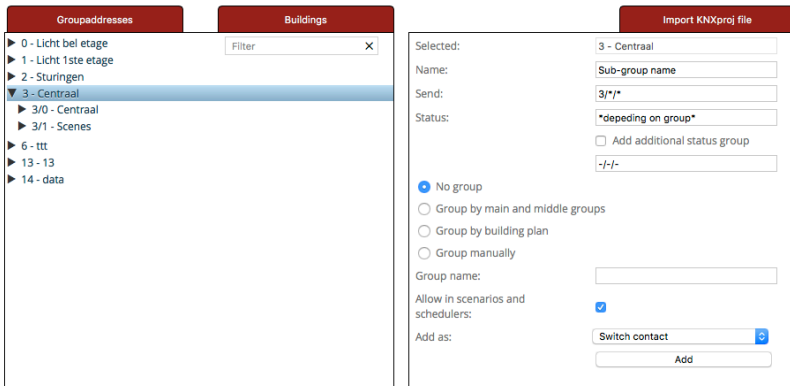 Groupaddresses
Buildings
Import KNXproj file
0 - Licht bel etage
1 - Licht 1ste etage
2 - Sturingen
3 - Centraal
3/0 - Centraal
3/1 - Scenes
6 - ttt
13 - 13
14 - data
Filter
Selected: 3 - Centraal
Name: Sub-group name
Send: 3/*/*
Status: *depeding on group*
Add additional status group
-/-/-
No group
Group by main and middle groups
Group by building plan
Group manually
Group name:
Allow in scenarios and
schedulers:
Add as: Switch contact
Add